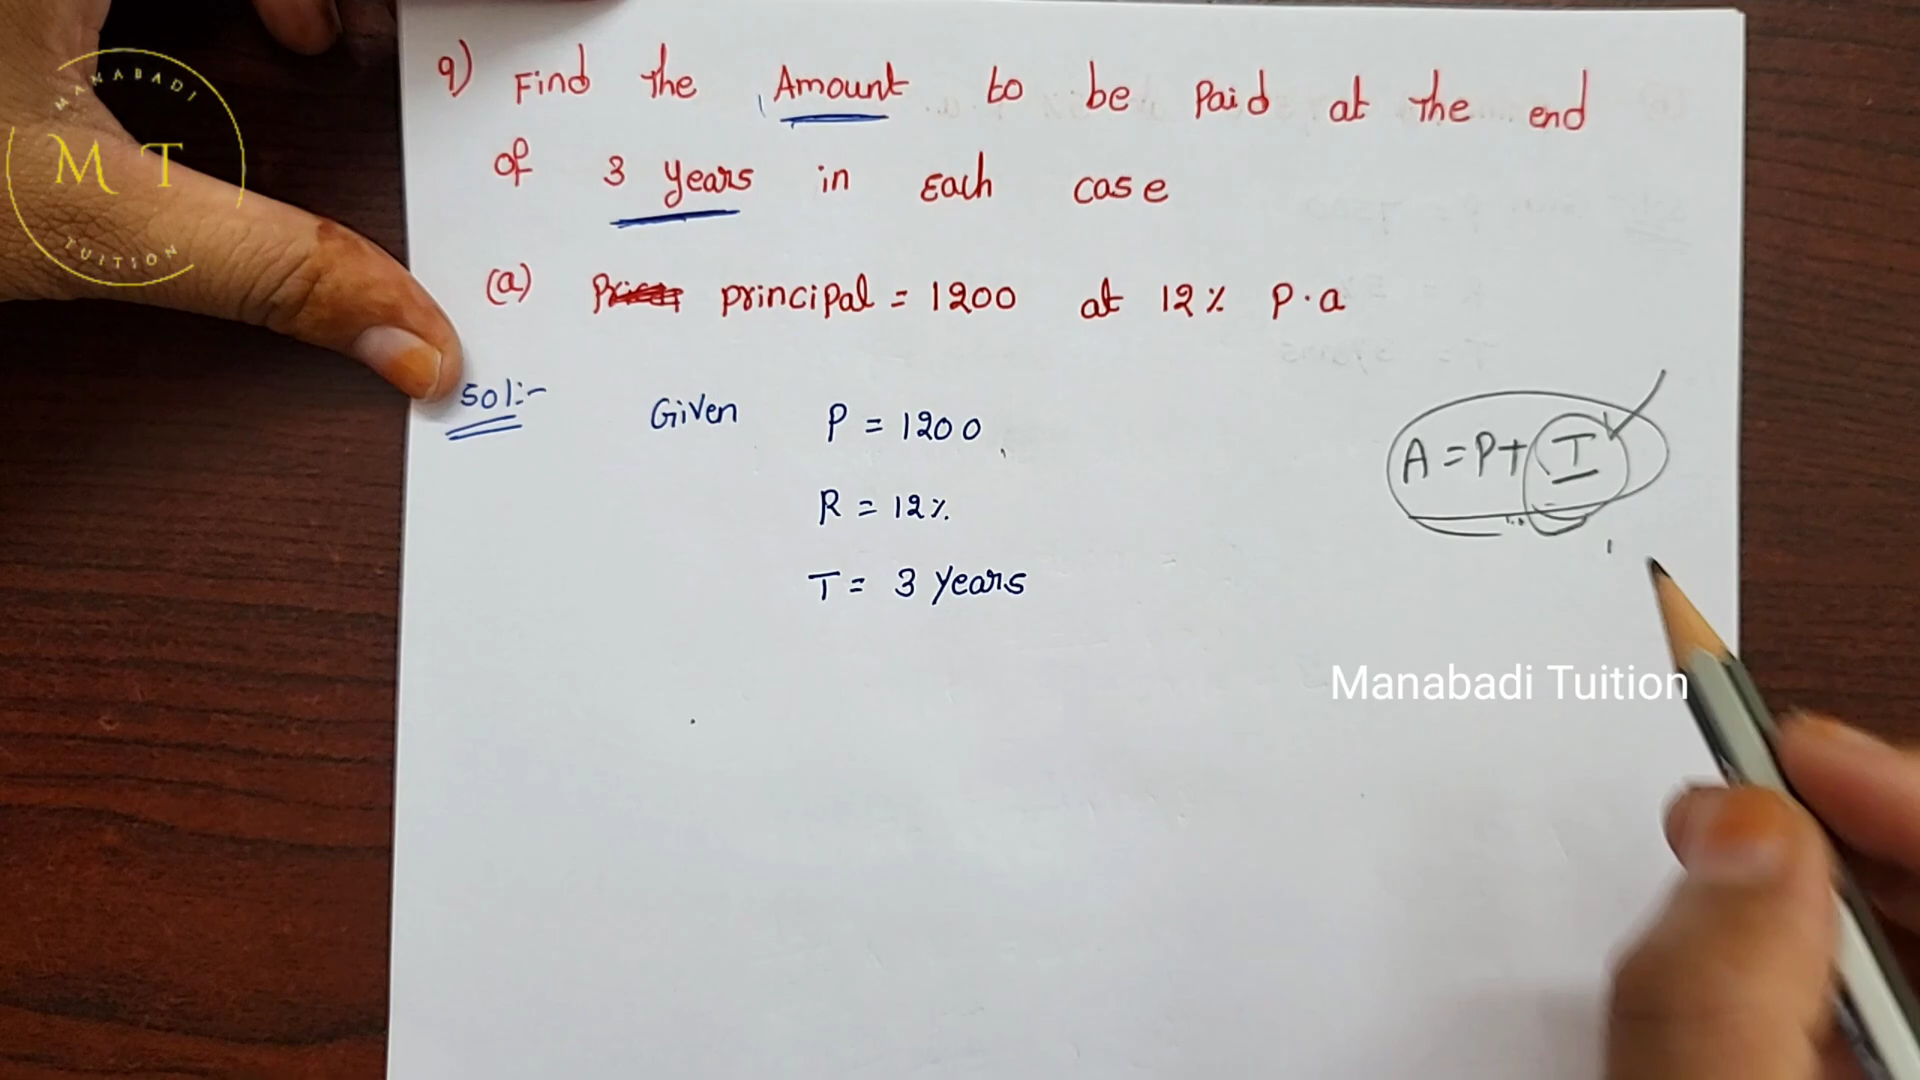 MANABADI
M T
TUITION
9) Find the Amount to be Paid at the end
of 3 years in Each case
(a) principal = 1200 at 12% P.a
Sol:-
Given P = 1200
R = 12%
T = 3 years
A = P + I
Manabadi Tuition